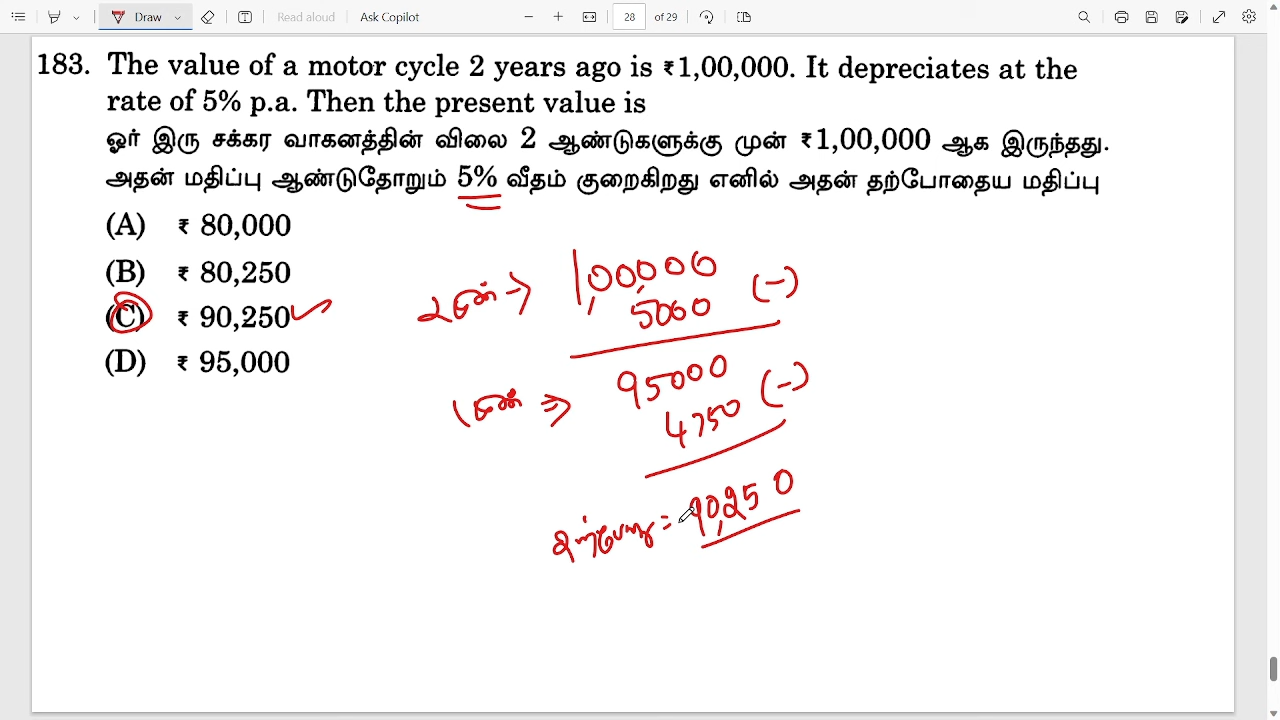 Draw
Read aloud
Ask Copilot
28 of 29
183. The value of a motor cycle 2 years ago is ₹1,00,000. It depreciates at the
rate of 5% p.a. Then the present value is
ஓர் இரு சக்கர வாகனத்தின் விலை 2 ஆண்டுகளுக்கு முன் ₹1,00,000 ஆக இருந்தது.
அதன் மதிப்பு ஆண்டுதோறும் 5% வீதம் குறைகிறது எனில் அதன் தற்போதைய மதிப்பு
(A) ₹ 80,000
(B) ₹ 80,250
(C) ₹ 90,250
(D) ₹ 95,000
1,00,000
5000 (-)
95000
4750 (-)
= 90,250